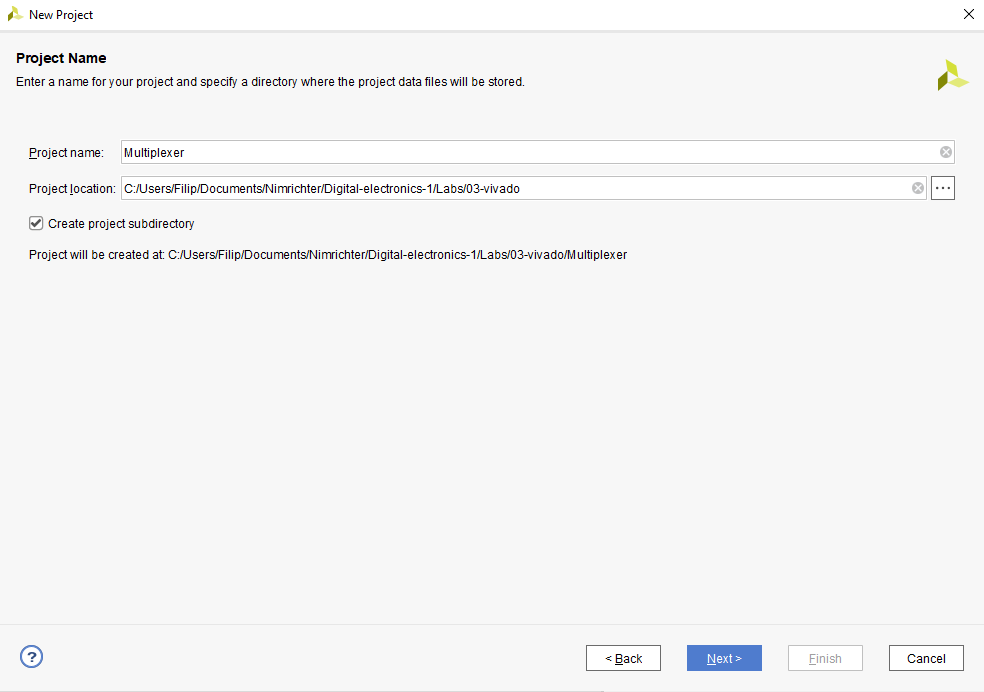 New Project
Project Name
Enter a name for your project and specify a directory where the project data files will be stored.
Project name: Multiplexer
Project location: C:/Users/Filip/Documents/Nimrichter/Digital-electronics-1/Labs/03-vivado ...
Create project subdirectory
Project will be created at: C:/Users/Filip/Documents/Nimrichter/Digital-electronics-1/Labs/03-vivado/Multiplexer
? < Back Next > Finish Cancel